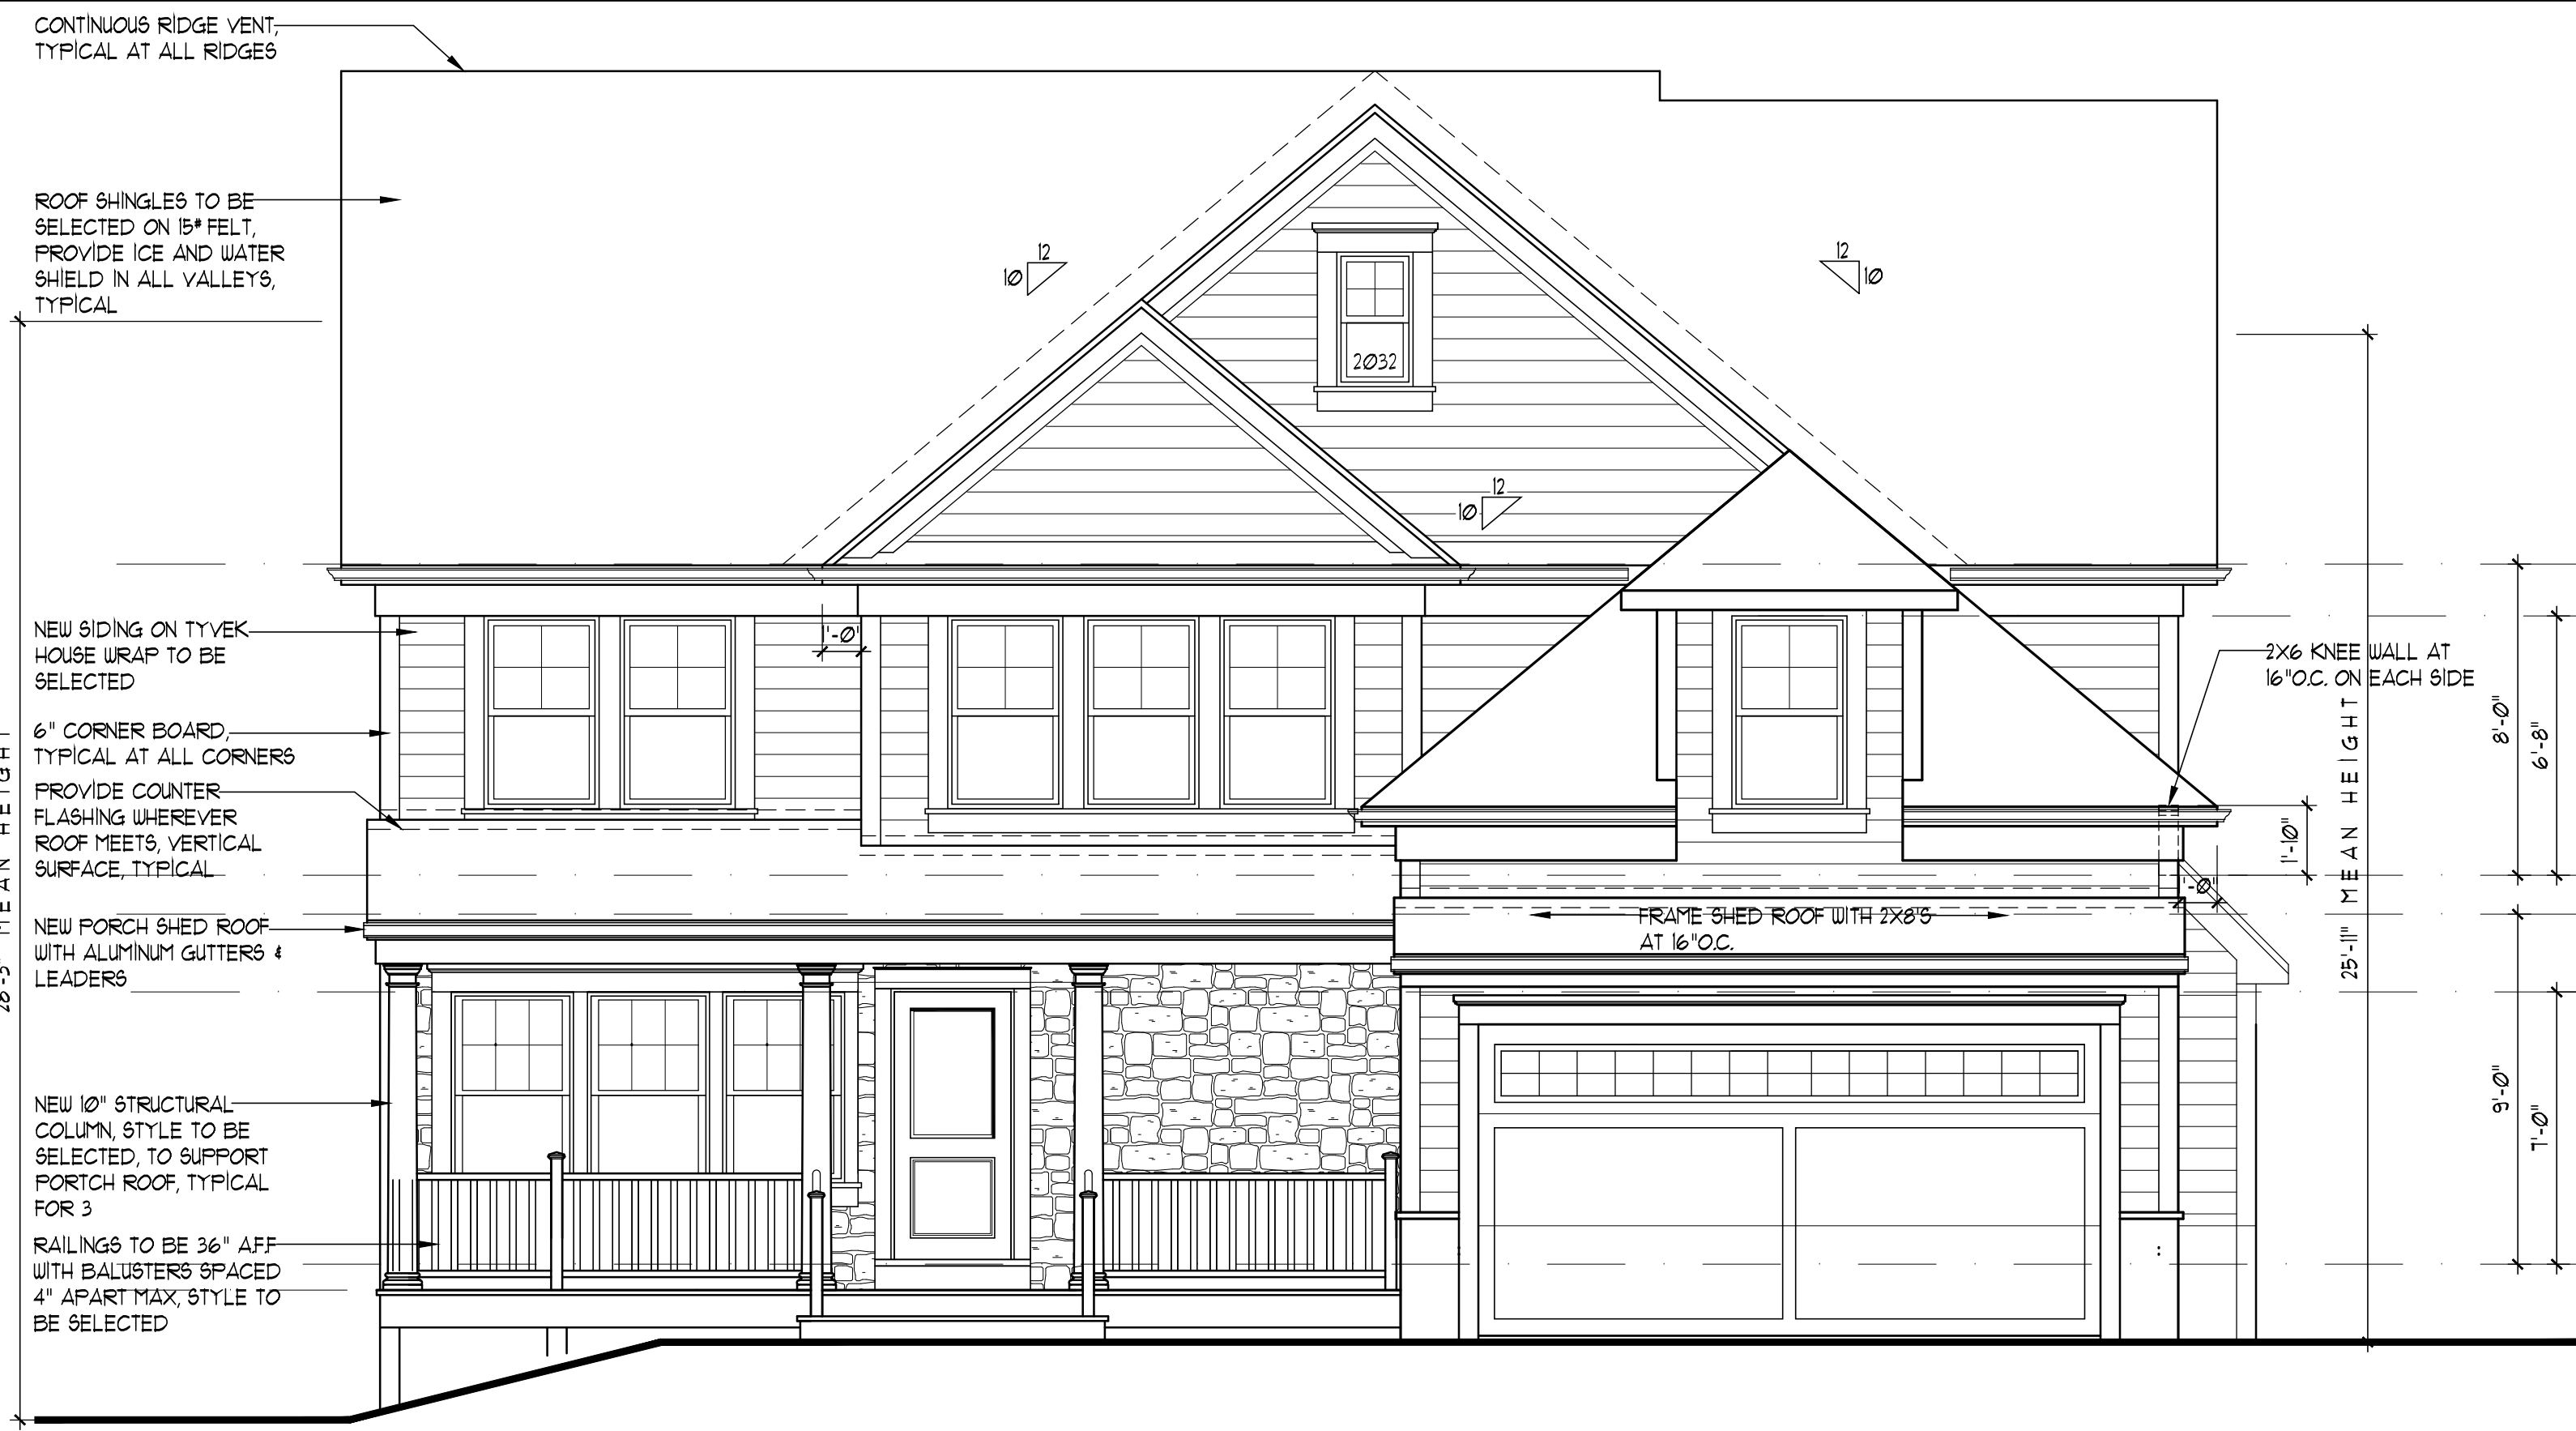 CONTINUOUS RIDGE VENT,
TYPICAL AT ALL RIDGES
ROOF SHINGLES TO BE
SELECTED ON 15# FELT,
PROVIDE ICE AND WATER
SHIELD IN ALL VALLEYS,
TYPICAL
12
10
12
10
2032
12
10
NEW SIDING ON TYVEK
HOUSE WRAP TO BE
SELECTED
1'-0"
6" CORNER BOARD,
TYPICAL AT ALL CORNERS
PROVIDE COUNTER
FLASHING WHEREVER
ROOF MEETS, VERTICAL
SURFACE, TYPICAL
NEW PORCH SHED ROOF
WITH ALUMINUM GUTTERS &
LEADERS
NEW 10" STRUCTURAL
COLUMN, STYLE TO BE
SELECTED, TO SUPPORT
PORTCH ROOF, TYPICAL
FOR 3
RAILINGS TO BE 36" A.F.F
WITH BALUSTERS SPACED
4" APART MAX, STYLE TO
BE SELECTED
MEAN HEIGHT
2X6 KNEE WALL AT
16"O.C. ON EACH SIDE
FRAME SHED ROOF WITH 2X8'S
AT 16"O.C.
1'-10"
25'-11" MEAN HEIGHT
8'-0"
6'-8"
9'-0"
7'-0"